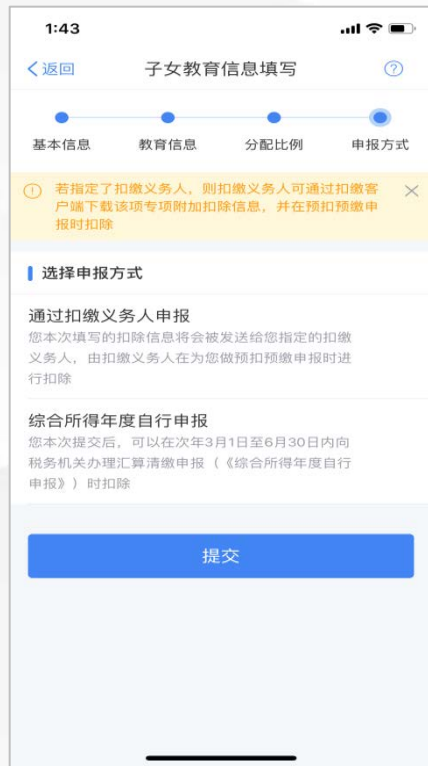 1:43
返回
子女教育信息填写
?
基本信息
教育信息
分配比例
申报方式
若指定了扣缴义务人，则扣缴义务人可通过扣缴客
户端下载该项专项附加扣除信息，并在预扣预缴申
报时扣除
选择申报方式
通过扣缴义务人申报
您本次填写的扣除信息将会被发送给您指定的扣缴
义务人，由扣缴义务人在为您做预扣预缴申报时进
行扣除
综合所得年度自行申报
您本次提交后，可以在次年3月1日至6月30日内向
税务机关办理汇算清缴申报（《综合所得年度自行
申报》）时扣除
提交